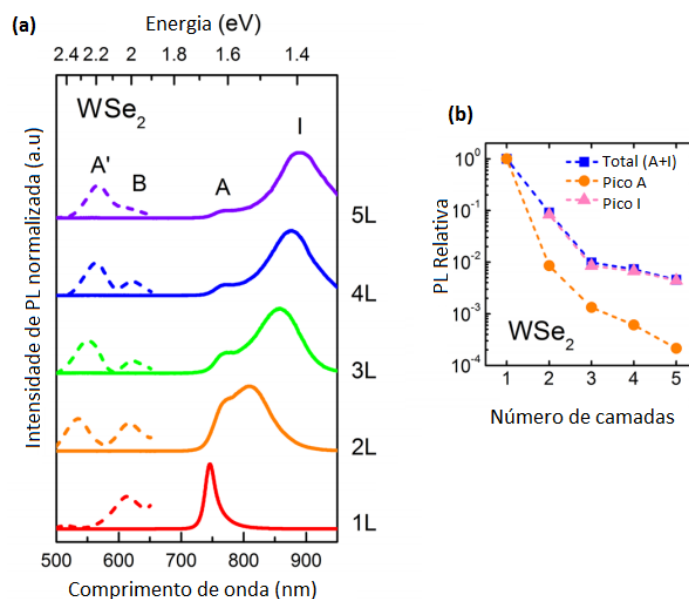 (a)
Energia (eV)
2.4 2.2 2 1.8 1.6 1.4
WSe2
A'
B
A
I
5L
4L
3L
2L
1L
500 600 700 800 900
Comprimento de onda (nm)
Intensidade de PL normalizada (a.u)
(b)
Total (A+I)
Pico A
Pico I
10^0
10^-1
10^-2
10^-3
10^-4
PL Relativa
WSe2
1 2 3 4 5
Número de camadas